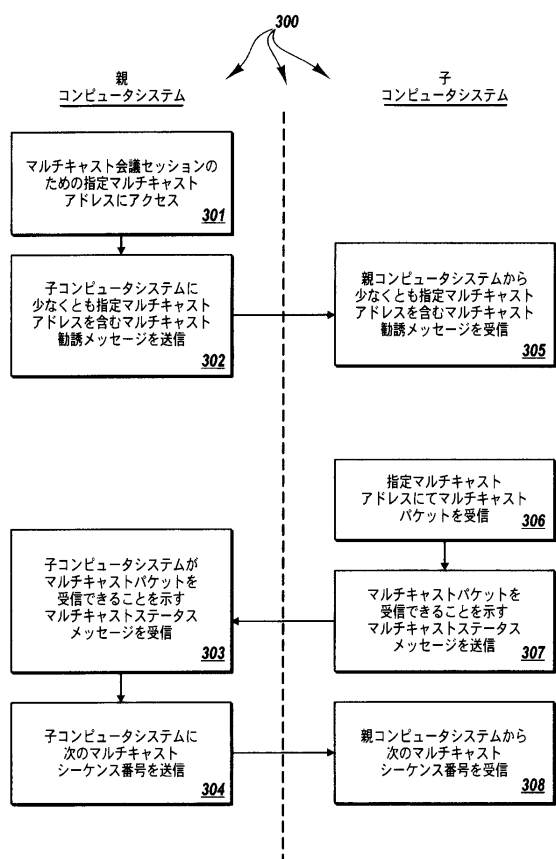 300
親
コンピュータシステム
子
コンピュータシステム
マルチキャスト会議セッションの
ための指定マルチキャスト
アドレスにアクセス
301
子コンピュータシステムに
少なくとも指定マルチキャスト
アドレスを含むマルチキャスト
勧誘メッセージを送信
302
親コンピュータシステムから
少なくとも指定マルチキャスト
アドレスを含むマルチキャスト
勧誘メッセージを受信
305
指定マルチキャスト
アドレスにてマルチキャスト
パケットを受信
306
子コンピュータシステムが
マルチキャストパケットを
受信できることを示す
マルチキャストステータス
メッセージを受信
303
マルチキャストパケットを
受信できることを示す
マルチキャストステータス
メッセージを送信
307
子コンピュータシステムに
次のマルチキャスト
シーケンス番号を送信
304
親コンピュータシステムから
次のマルチキャスト
シーケンス番号を受信
308